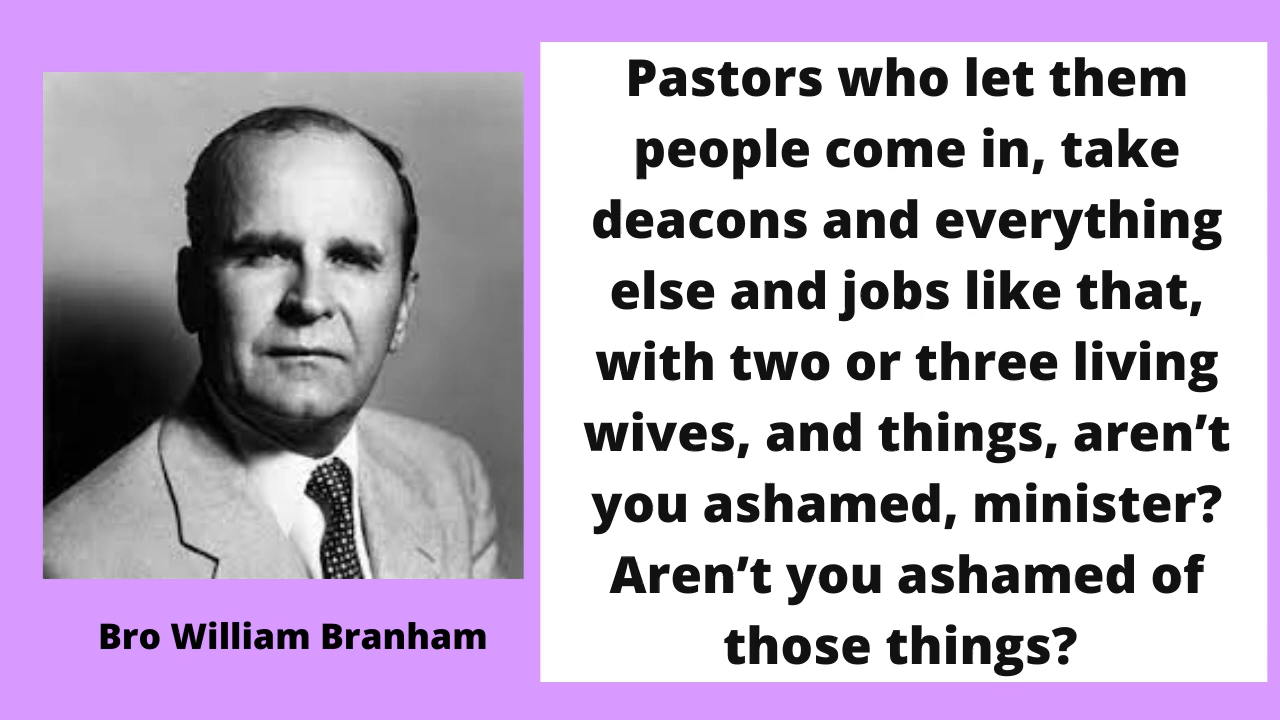 Pastors who let them
people come in, take
deacons and everything
else and jobs like that,
with two or three living
wives, and things, aren’t
you ashamed, minister?
Aren’t you ashamed of
those things?
Bro William Branham